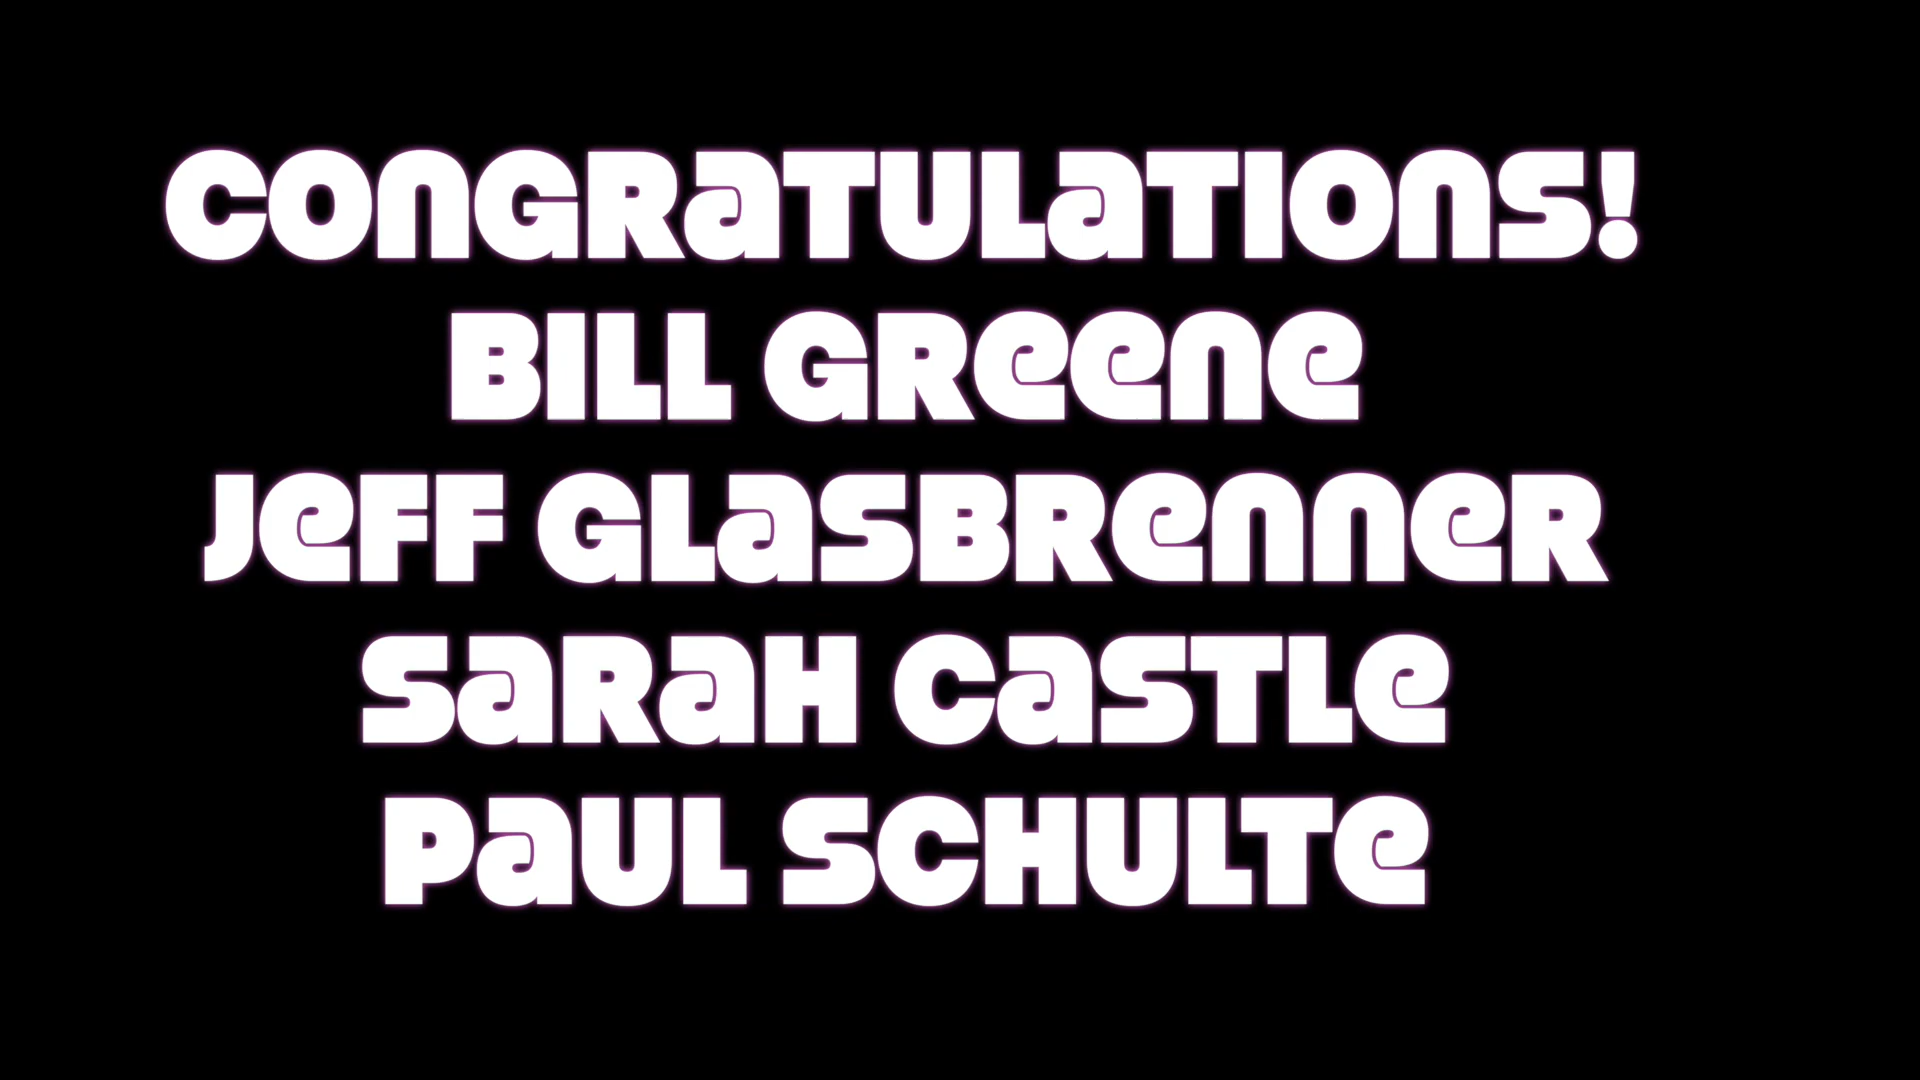 CONGRATULATIONS!
BILL GREENE
JEFF GLASBRENNER
SARAH CASTLE
PAUL SCHULTE